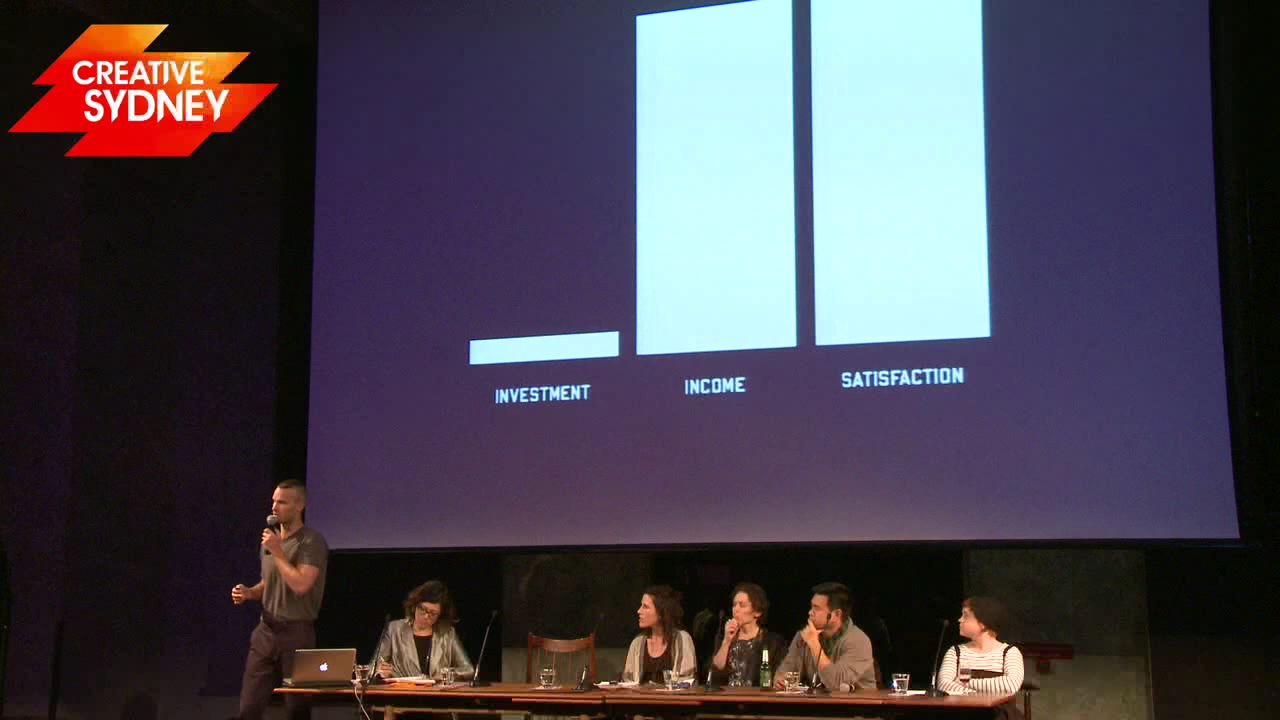 CREATIVE
SYDNEY
INVESTMENT
INCOME
SATISFACTION